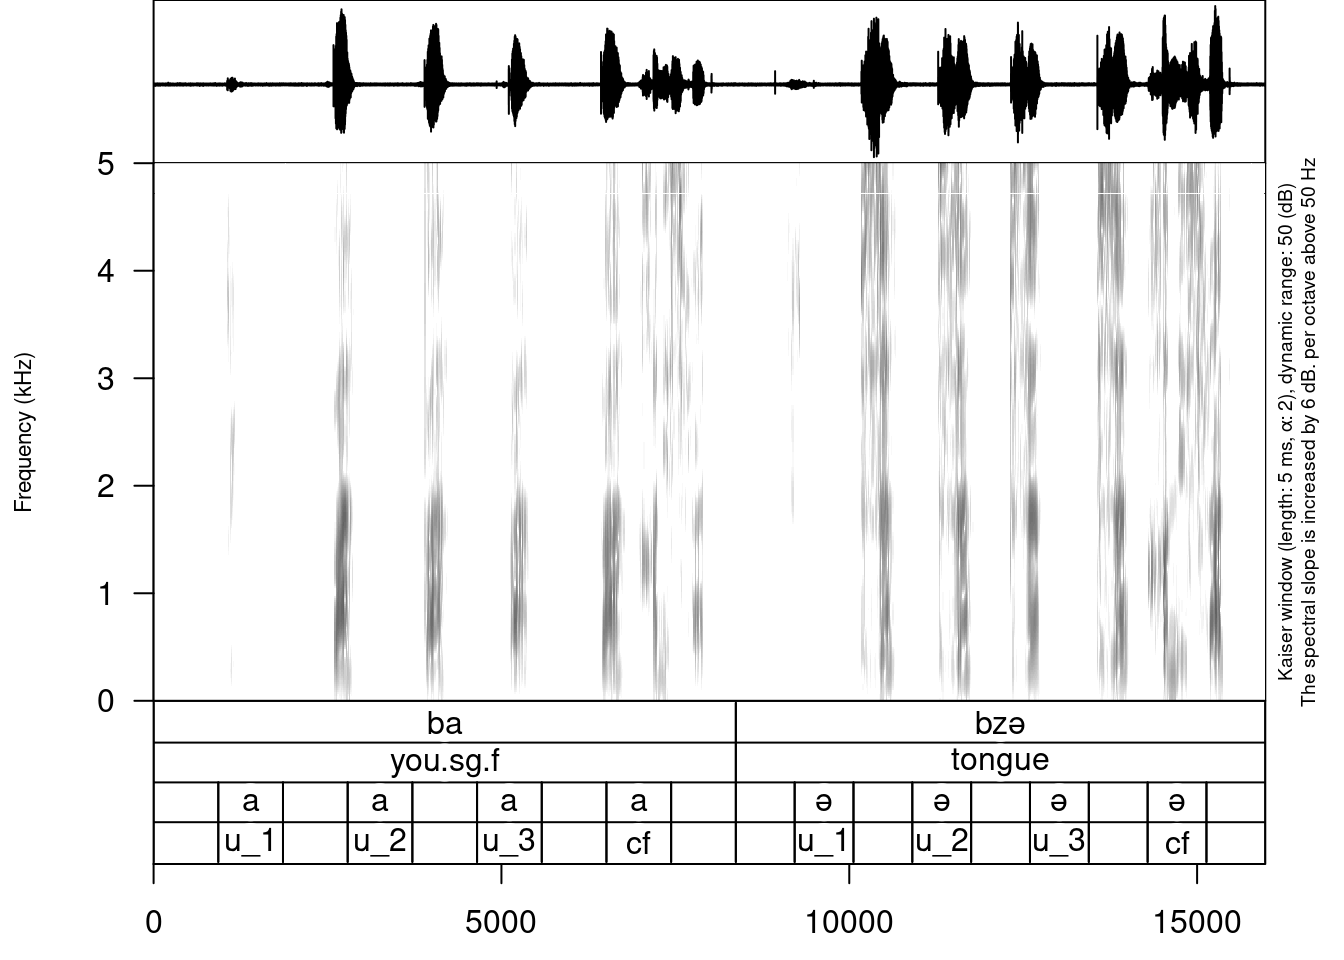 5
4
3
2
1
0
Frequency (kHz)
Kaiser window (length: 5 ms, α: 2), dynamic range: 50 (dB)
The spectral slope is increased by 6 dB. per octave above 50 Hz
ba bzə
you.sg.f tongue
a a a a ə ə ə ə
u_1 u_2 u_3 cf u_1 u_2 u_3 cf
0 5000 10000 15000